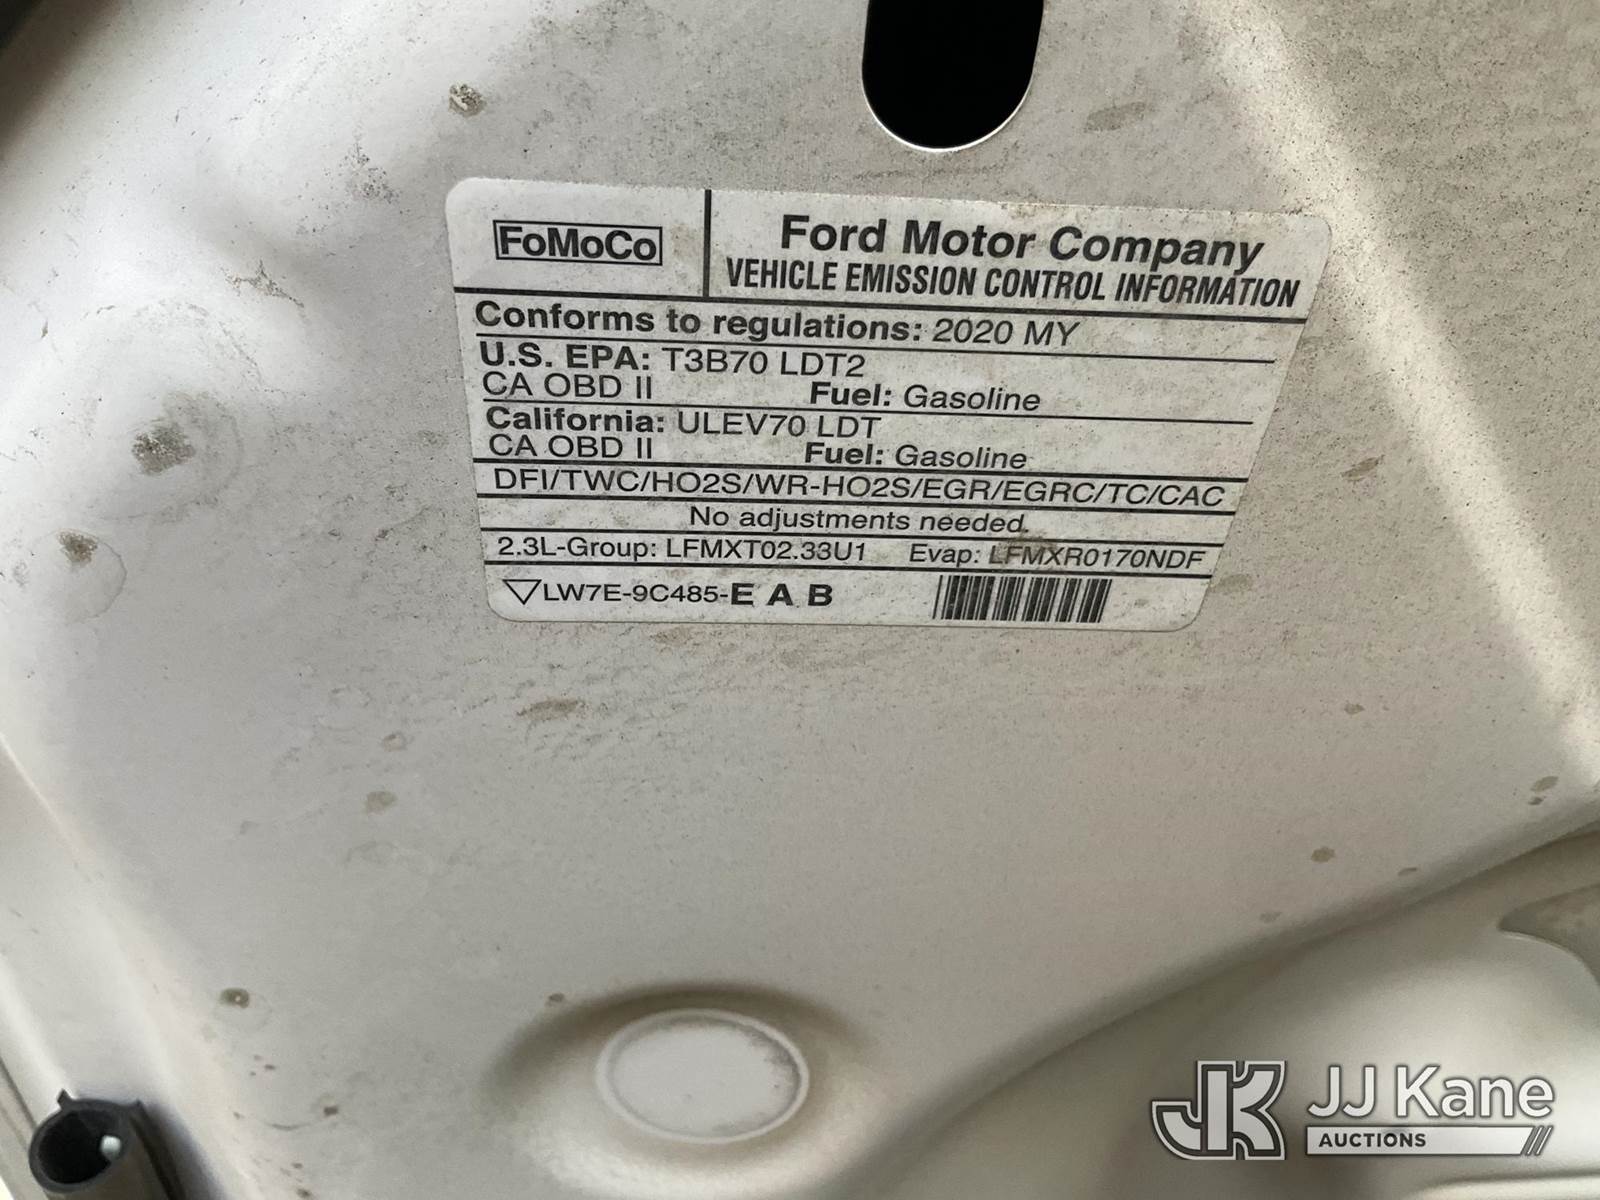 FoMoCo
Ford Motor Company
VEHICLE EMISSION CONTROL INFORMATION
Conforms to regulations: 2020 MY
U.S. EPA: T3B70 LDT2
CA OBD II Fuel: Gasoline
California: ULEV70 LDT
CA OBD II Fuel: Gasoline
DFI/TWC/HO2S/WR-HO2S/EGR/EGRC/TC/CAC
No adjustments needed.
2.3L-Group: LFMXT02.33U1 Evap: LFMXR0170NDF
LW7E-9C485-E A B
JK JJ Kane
AUCTIONS